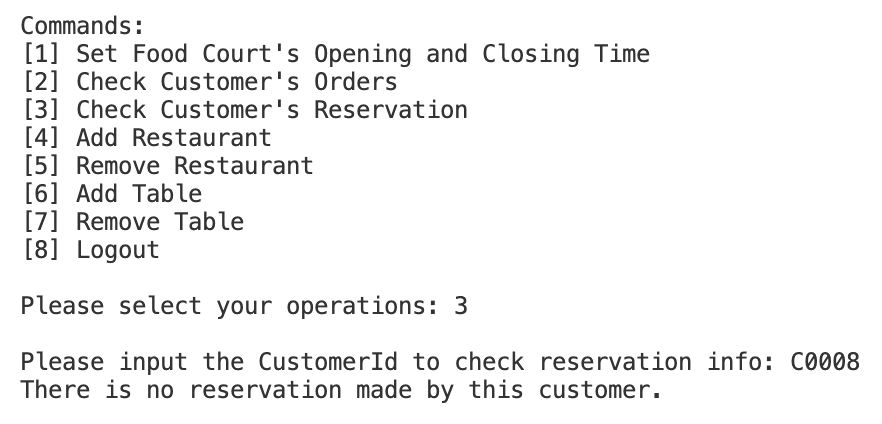 Commands:
[1] Set Food Court's Opening and Closing Time
[2] Check Customer's Orders
[3] Check Customer's Reservation
[4] Add Restaurant
[5] Remove Restaurant
[6] Add Table
[7] Remove Table
[8] Logout
Please select your operations: 3
Please input the CustomerId to check reservation info: C0008
There is no reservation made by this customer.